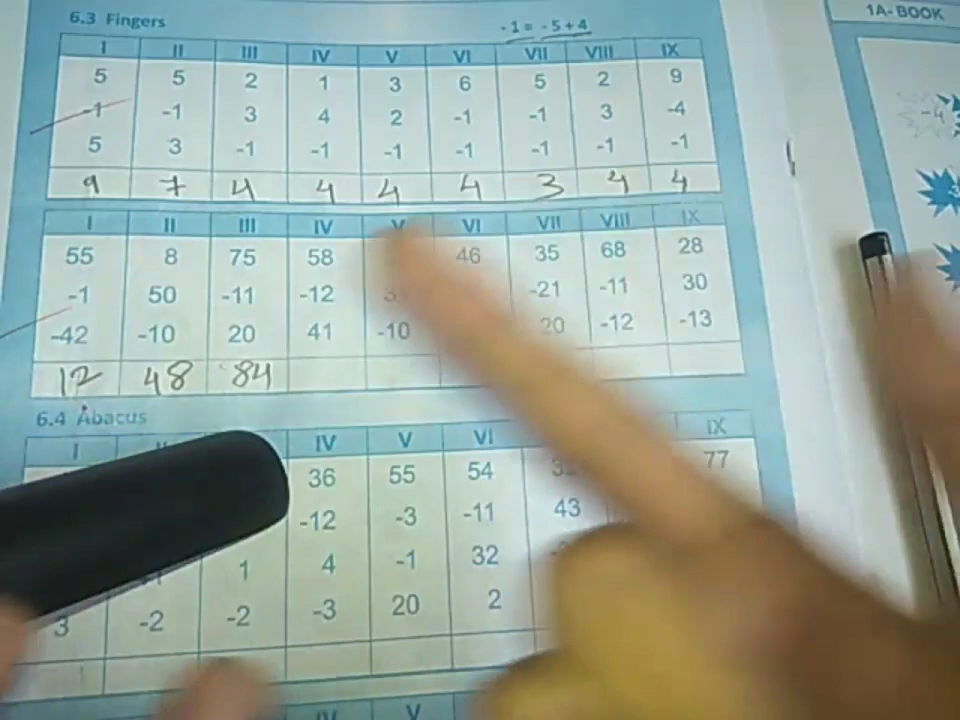 6.3 Fingers
- 1 = - 5 + 4
1A- BOOK
I II III IV V VI VII VIII IX
5 5 2 1 3 6 5 2 9
-1 -1 3 4 2 -1 -1 3 -4
5 3 -1 -1 -1 -1 -1 -1 -1
9 7 4 4 4 4 3 4 4
-4
I II III IV V VI VII VIII IX
55 8 75 58 46 35 68 28
-1 50 -11 -12 -21 -11 30
-42 -10 20 41 -10 20 -12 -13
12 48 84
6.4 Abacus
I IV V VI IX
36 55 54 77
-12 -3 -11 43
1 4 -1 32
3 -2 -2 -3 20 2
IV V